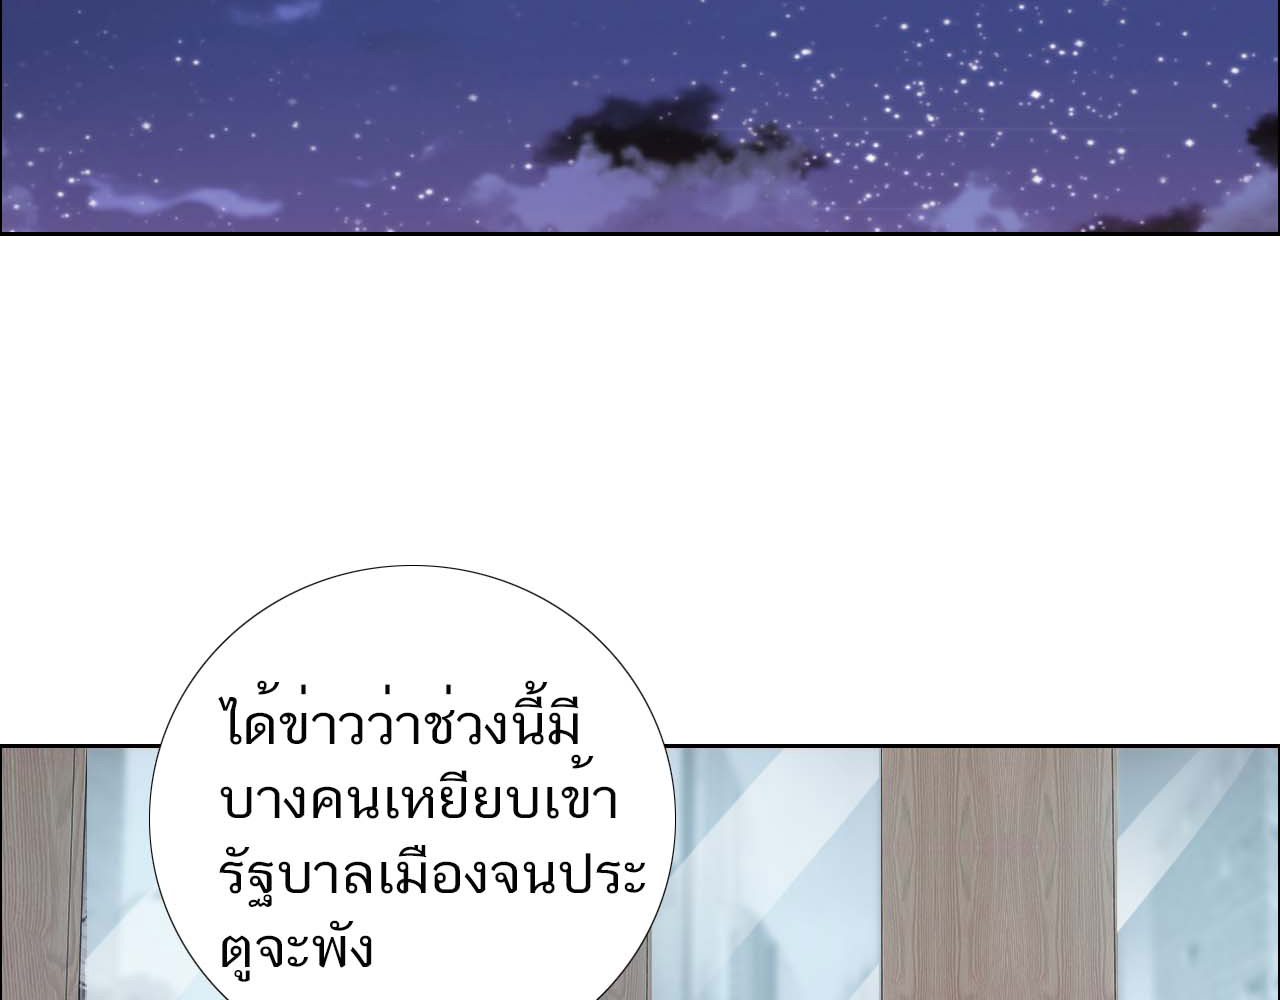 ได้ข่าวว่าช่วงนี้มี
บางคนเหยียบเข้า
รัฐบาลเมืองจนประ
ตูจะพัง